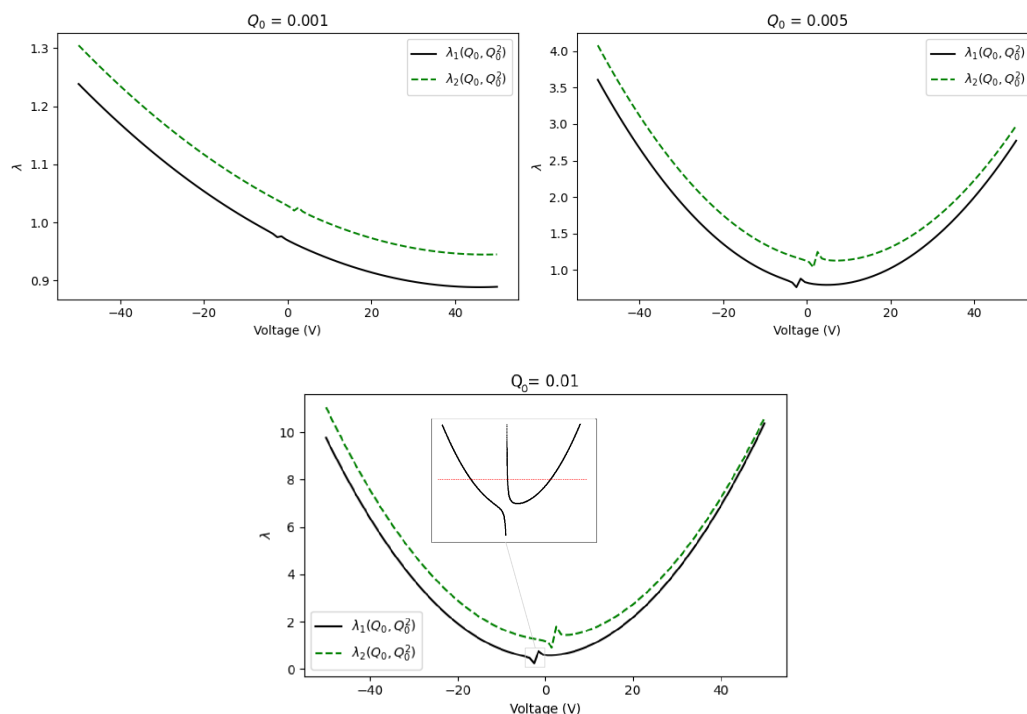 Q₀ = 0.001
1.3
1.2
1.1
1.0
0.9
λ
λ₁(Q₀, Q₀²)
λ₂(Q₀, Q₀²)
−40
−20
0
20
40
Voltage (V)
Q₀ = 0.005
4.0
3.5
3.0
2.5
2.0
1.5
1.0
λ
λ₁(Q₀, Q₀²)
λ₂(Q₀, Q₀²)
−40
−20
0
20
40
Voltage (V)
Q₀= 0.01
10
8
6
4
2
0
λ
λ₁(Q₀, Q₀²)
λ₂(Q₀, Q₀²)
−40
−20
0
20
40
Voltage (V)